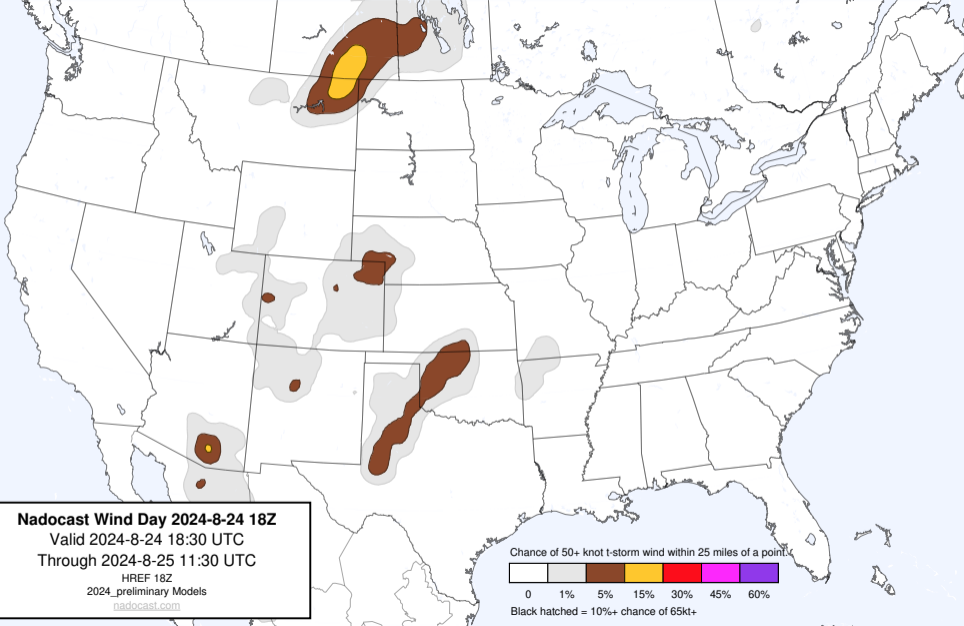 Nadocast Wind Day 2024-8-24 18Z
Valid 2024-8-24 18:30 UTC
Through 2024-8-25 11:30 UTC
HREF 18Z
2024_preliminary Models
nadocast.com
Chance of 50+ knot t-storm wind within 25 miles of a point.
0 1% 5% 15% 30% 45% 60%
Black hatched = 10%+ chance of 65kt+